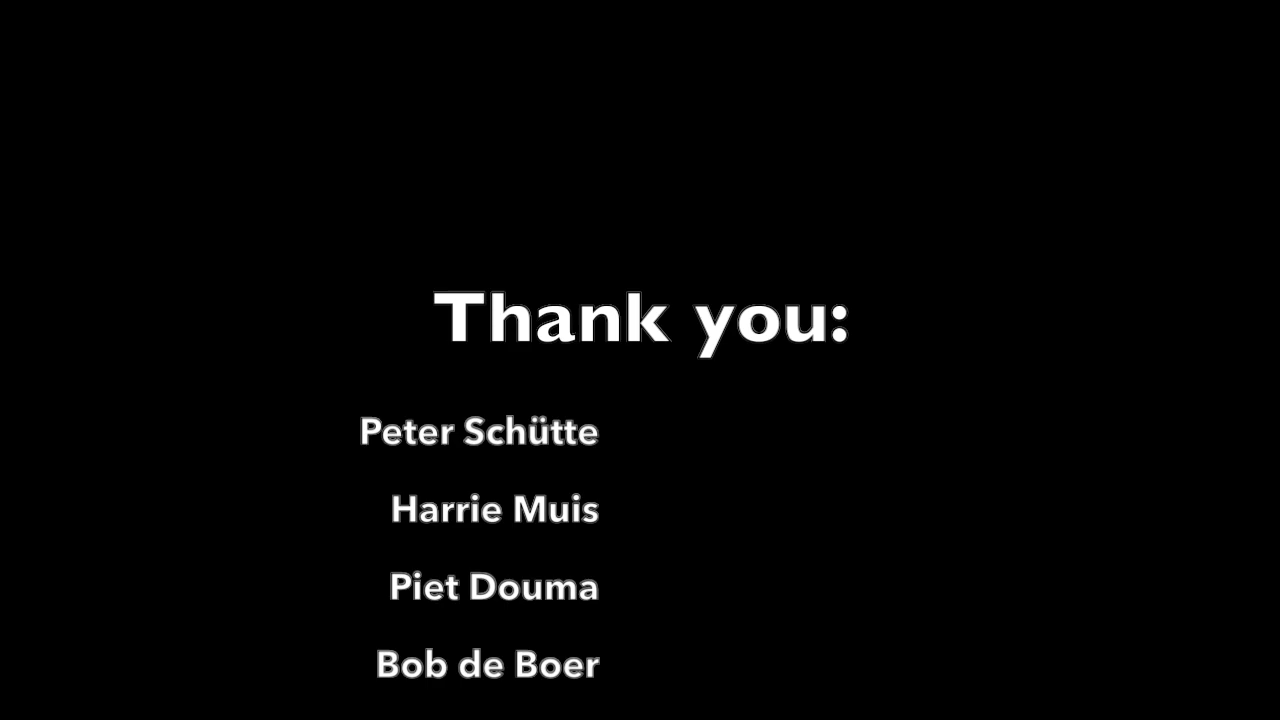 Thank you:
Peter Schütte
Harrie Muis
Piet Douma
Bob de Boer